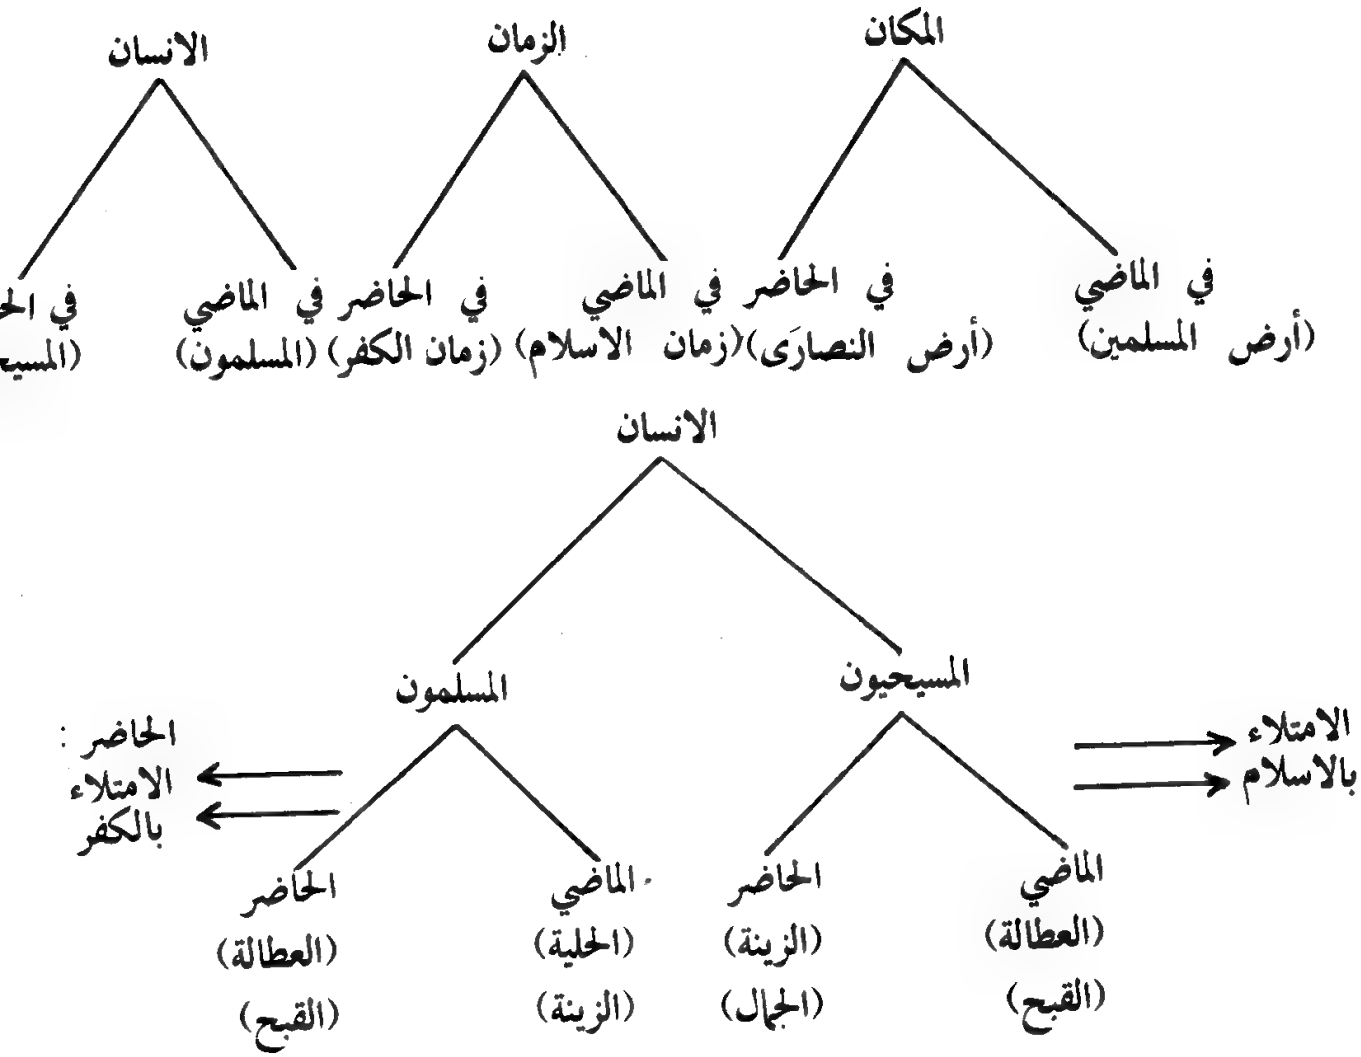 المكان
الزمان
الانسان
في الماضي
(أرض المسلمين)
في الحاضر
(أرض النصارَى)
في الماضي
(زمان الاسلام)
في الحاضر
(زمان الكفر)
في الماضي
(المسلمون)
في
الانسان
المسيحيون
المسلمون
الامتلاء
بالاسلام
الحاضر :
الامتلاء
بالكفر
الماضي
(العطالة)
(القبح)
الحاضر
(الزينة)
(الجمال)
الماضي
(الحلية)
(الزينة)
الحاضر
(العطالة)
(القبح)